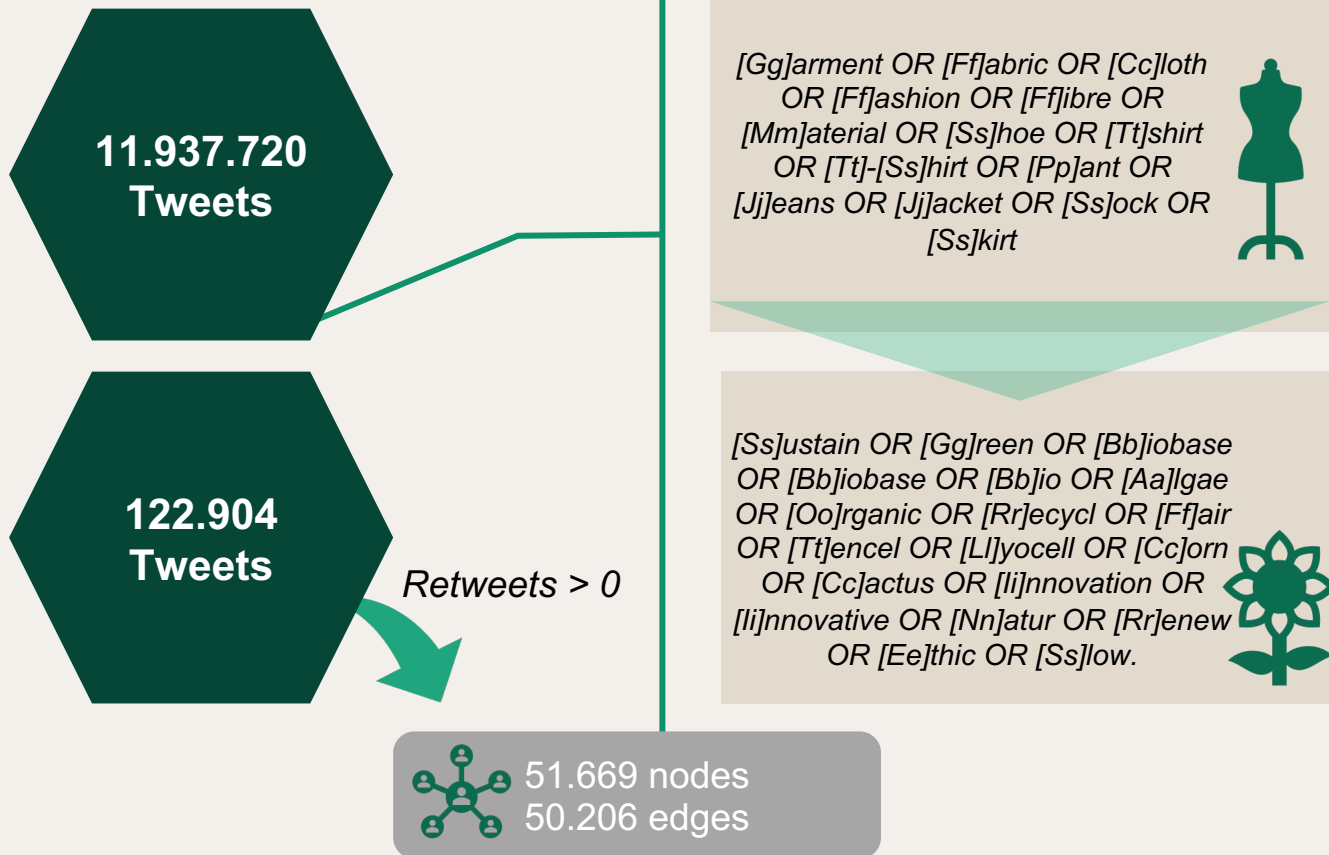 11.937.720
Tweets
[Gg]arment OR [Ff]abric OR [Cc]loth
OR [Ff]ashion OR [Ff]libre OR
[Mm]aterial OR [Ss]hoe OR [Tt]shirt
OR [Tt]-[Ss]hirt OR [Pp]ant OR
[Jj]eans OR [Jj]acket OR [Ss]ock OR
[Ss]kirt
122.904
Tweets
Retweets > 0
[Ss]ustain OR [Gg]reen OR [Bb]iobase
OR [Bb]iobase OR [Bb]io OR [Aa]lgae
OR [Oo]rganic OR [Rr]ecycl OR [Ff]air
OR [Tt]encel OR [Ll]yocell OR [Cc]orn
OR [Cc]actus OR [Ii]nnovation OR
[Ii]nnovative OR [Nn]atur OR [Rr]enew
OR [Ee]thic OR [Ss]low.
51.669 nodes
50.206 edges